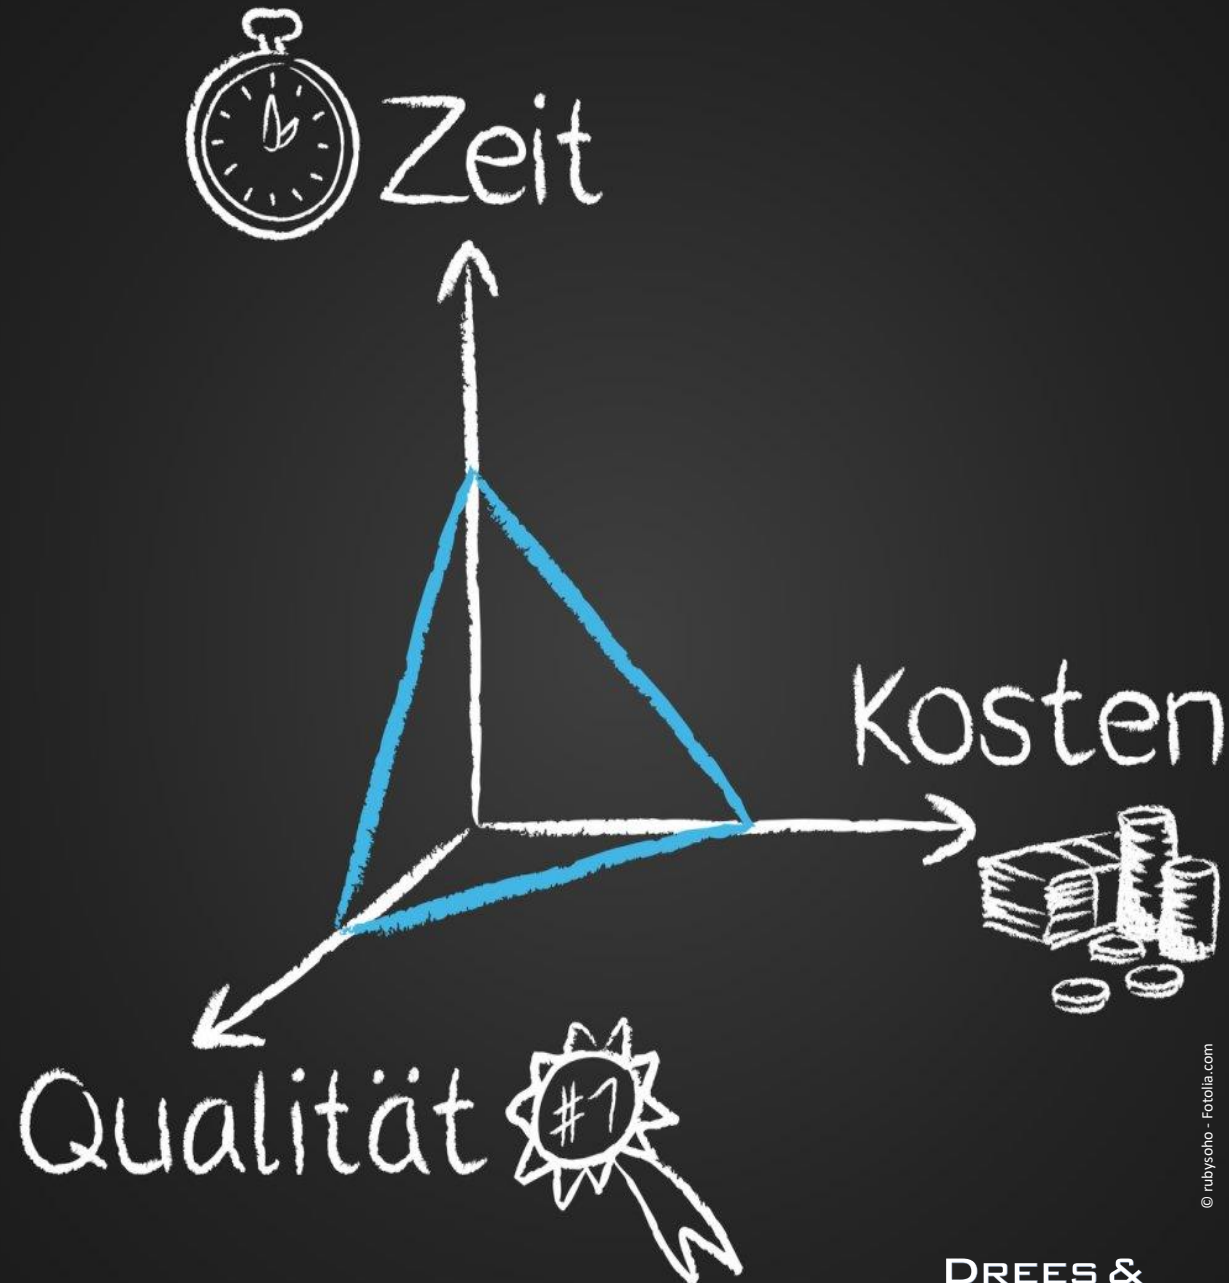 Zeit
Kosten
Qualität
#1
© rubysoho - Fotolia.com
DREES &